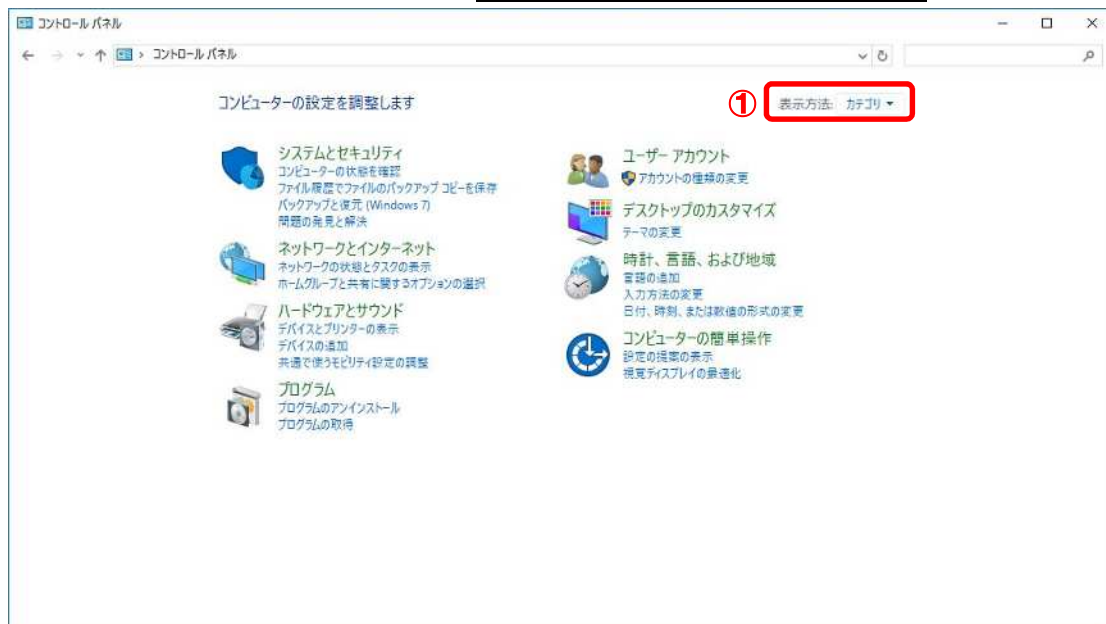 コントロール パネル
コントロール パネル
コンピューターの設定を調整します
① 表示方法: カテゴリ
システムとセキュリティ
コンピューターの状態を確認
ファイル履歴でファイルのバックアップ コピーを保存
バックアップと復元 (Windows 7)
問題の発見と解決
ネットワークとインターネット
ネットワークの状態とタスクの表示
ホームグループと共有に関するオプションの選択
ハードウェアとサウンド
デバイスとプリンターの表示
デバイスの追加
共通で使うモビリティ設定の調整
プログラム
プログラムのアンインストール
プログラムの取得
ユーザー アカウント
アカウントの種類の変更
デスクトップのカスタマイズ
テーマの変更
時計、言語、および地域
言語の追加
入力方法の変更
日付、時刻、または数値の形式の変更
コンピューターの簡単操作
設定の提案の表示
視覚ディスプレイの最適化